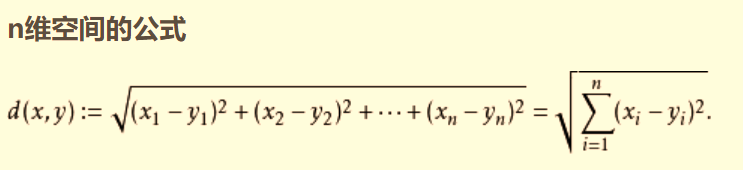 n维空间的公式
d(x,y) := √((x₁ − y₁)² + (x₂ − y₂)² + ··· + (xₙ − yₙ)²) = √(∑ᵢ₌₁ⁿ (xᵢ − yᵢ)²).